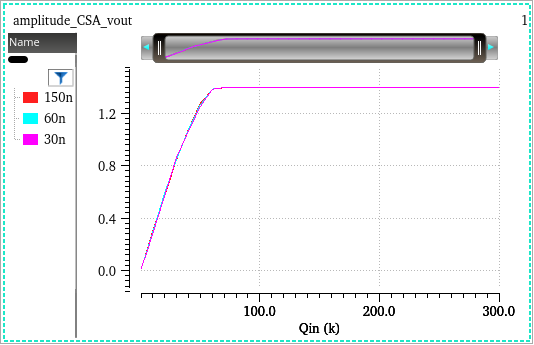 amplitude_CSA_vout 1
Name
150n
60n
30n
1.2
0.8
0.4
0.0
100.0 200.0 300.0
Qin (k)